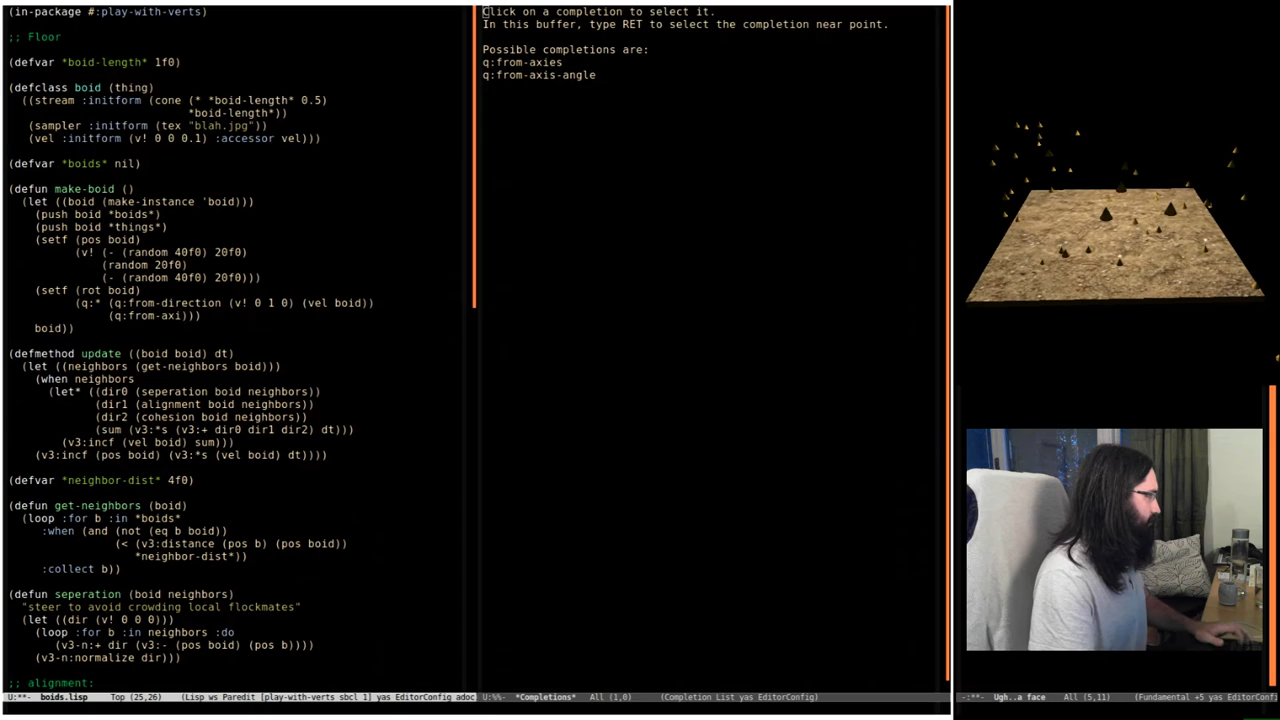 (in-package #:play-with-verts)
;; Floor
(defvar *boid-length* 1f0)
(defclass boid (thing)
((stream :initform (cone (* *boid-length* 0.5)
*boid-length*))
(sampler :initform (tex "blah.jpg"))
(vel :initform (v! 0 0 0.1) :accessor vel)))
(defvar *boids* nil)
(defun make-boid ()
(let ((boid (make-instance 'boid)))
(push boid *boids*)
(push boid *things*)
(setf (pos boid)
(v! (- (random 40f0) 20f0)
(random 20f0)
(- (random 40f0) 20f0)))
(setf (rot boid)
(q:* (q:from-direction (v! 0 1 0) (vel boid))
(q:from-axi)))
boid))
(defmethod update ((boid boid) dt)
(let ((neighbors (get-neighbors boid)))
(when neighbors
(let* ((dir0 (seperation boid neighbors))
(dir1 (alignment boid neighbors))
(dir2 (cohesion boid neighbors))
(sum (v3:*s (v3:+ dir0 dir1 dir2) dt)))
(v3:incf (vel boid) sum)))
(v3:incf (pos boid) (v3:*s (vel boid) dt))))
(defvar *neighbor-dist* 4f0)
(defun get-neighbors (boid)
(loop :for b :in *boids*
:when (and (not (eq b boid))
(< (v3:distance (pos b) (pos boid))
*neighbor-dist*))
:collect b))
(defun seperation (boid neighbors)
"steer to avoid crowding local flockmates"
(let ((dir (v! 0 0 0)))
(loop :for b :in neighbors :do
(v3-n:+ dir (v3:- (pos boid) (pos b))))
(v3-n:normalize dir)))
;; alignment:
U:**- boids.lisp Top (25,26) (Lisp ws Paredit [play-with-verts sbcl 1] yas EditorConfig adoc
Click on a completion to select it.
In this buffer, type RET to select the completion near point.
Possible completions are:
q:from-axies
q:from-axis-angle
U:%%- *Completions* All (1,0) (Completion List yas EditorConfig)
-:**- Ugh..a face All (5,11) (Fundamental +5 yas EditorConfi